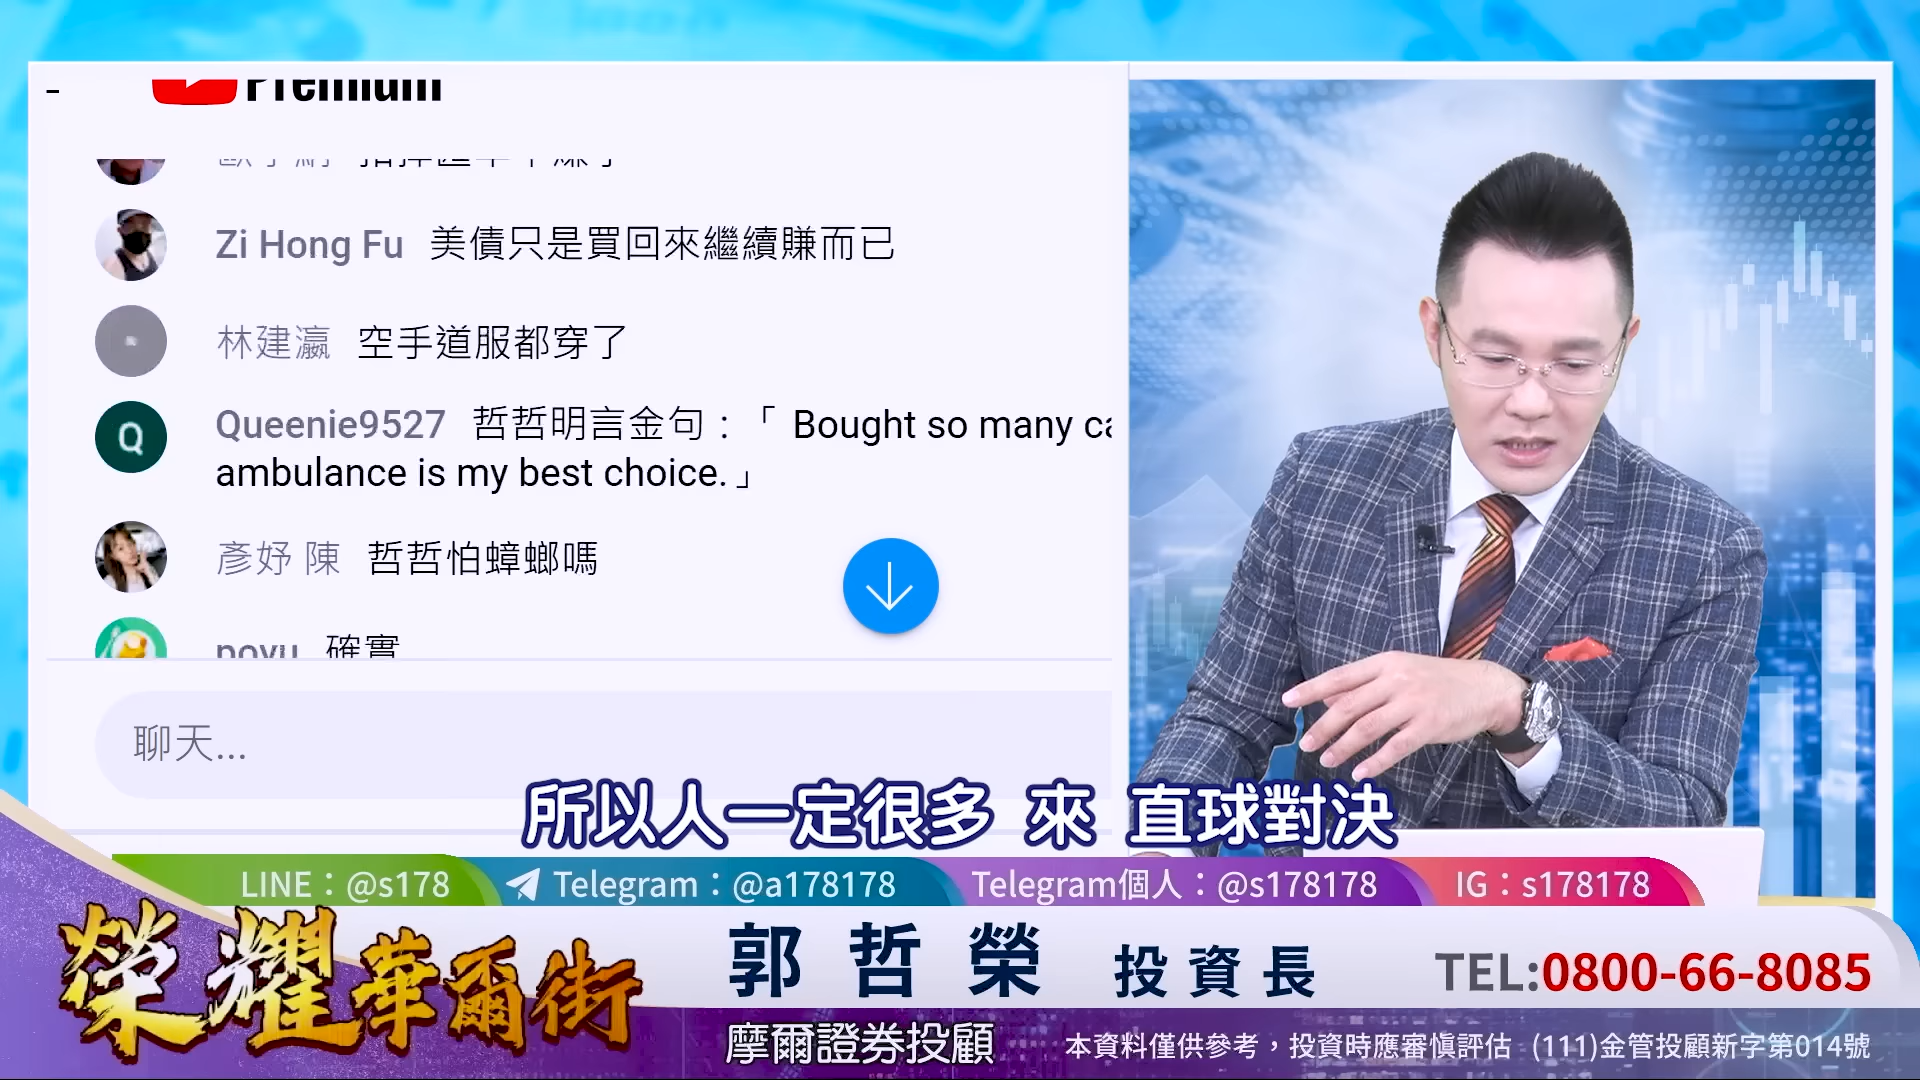 Premium
Zi Hong Fu 美債只是買回來繼續賺而已
林建瀛 空手道服都穿了
Queenie9527 哲哲明言金句：「 Bought so many
ambulance is my best choice.」
彥妤 陳 哲哲怕蟑螂嗎
poyu 確實
聊天...
所以人一定很多 來 直球對決
LINE：@s178
Telegram：@a178178
Telegram個人：@s178178
IG：s178178
榮耀華爾街
郭哲榮 投資長
TEL:0800-66-8085
摩爾證券投顧
本資料僅供參考，投資時應審慎評估 (111)金管投顧新字第014號